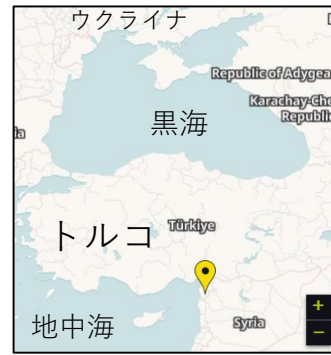 ウクライナ
Republic of Adygea
Karachay-Che
Republi
黒海
トルコ
Türkiye
地中海
Syria
+
−